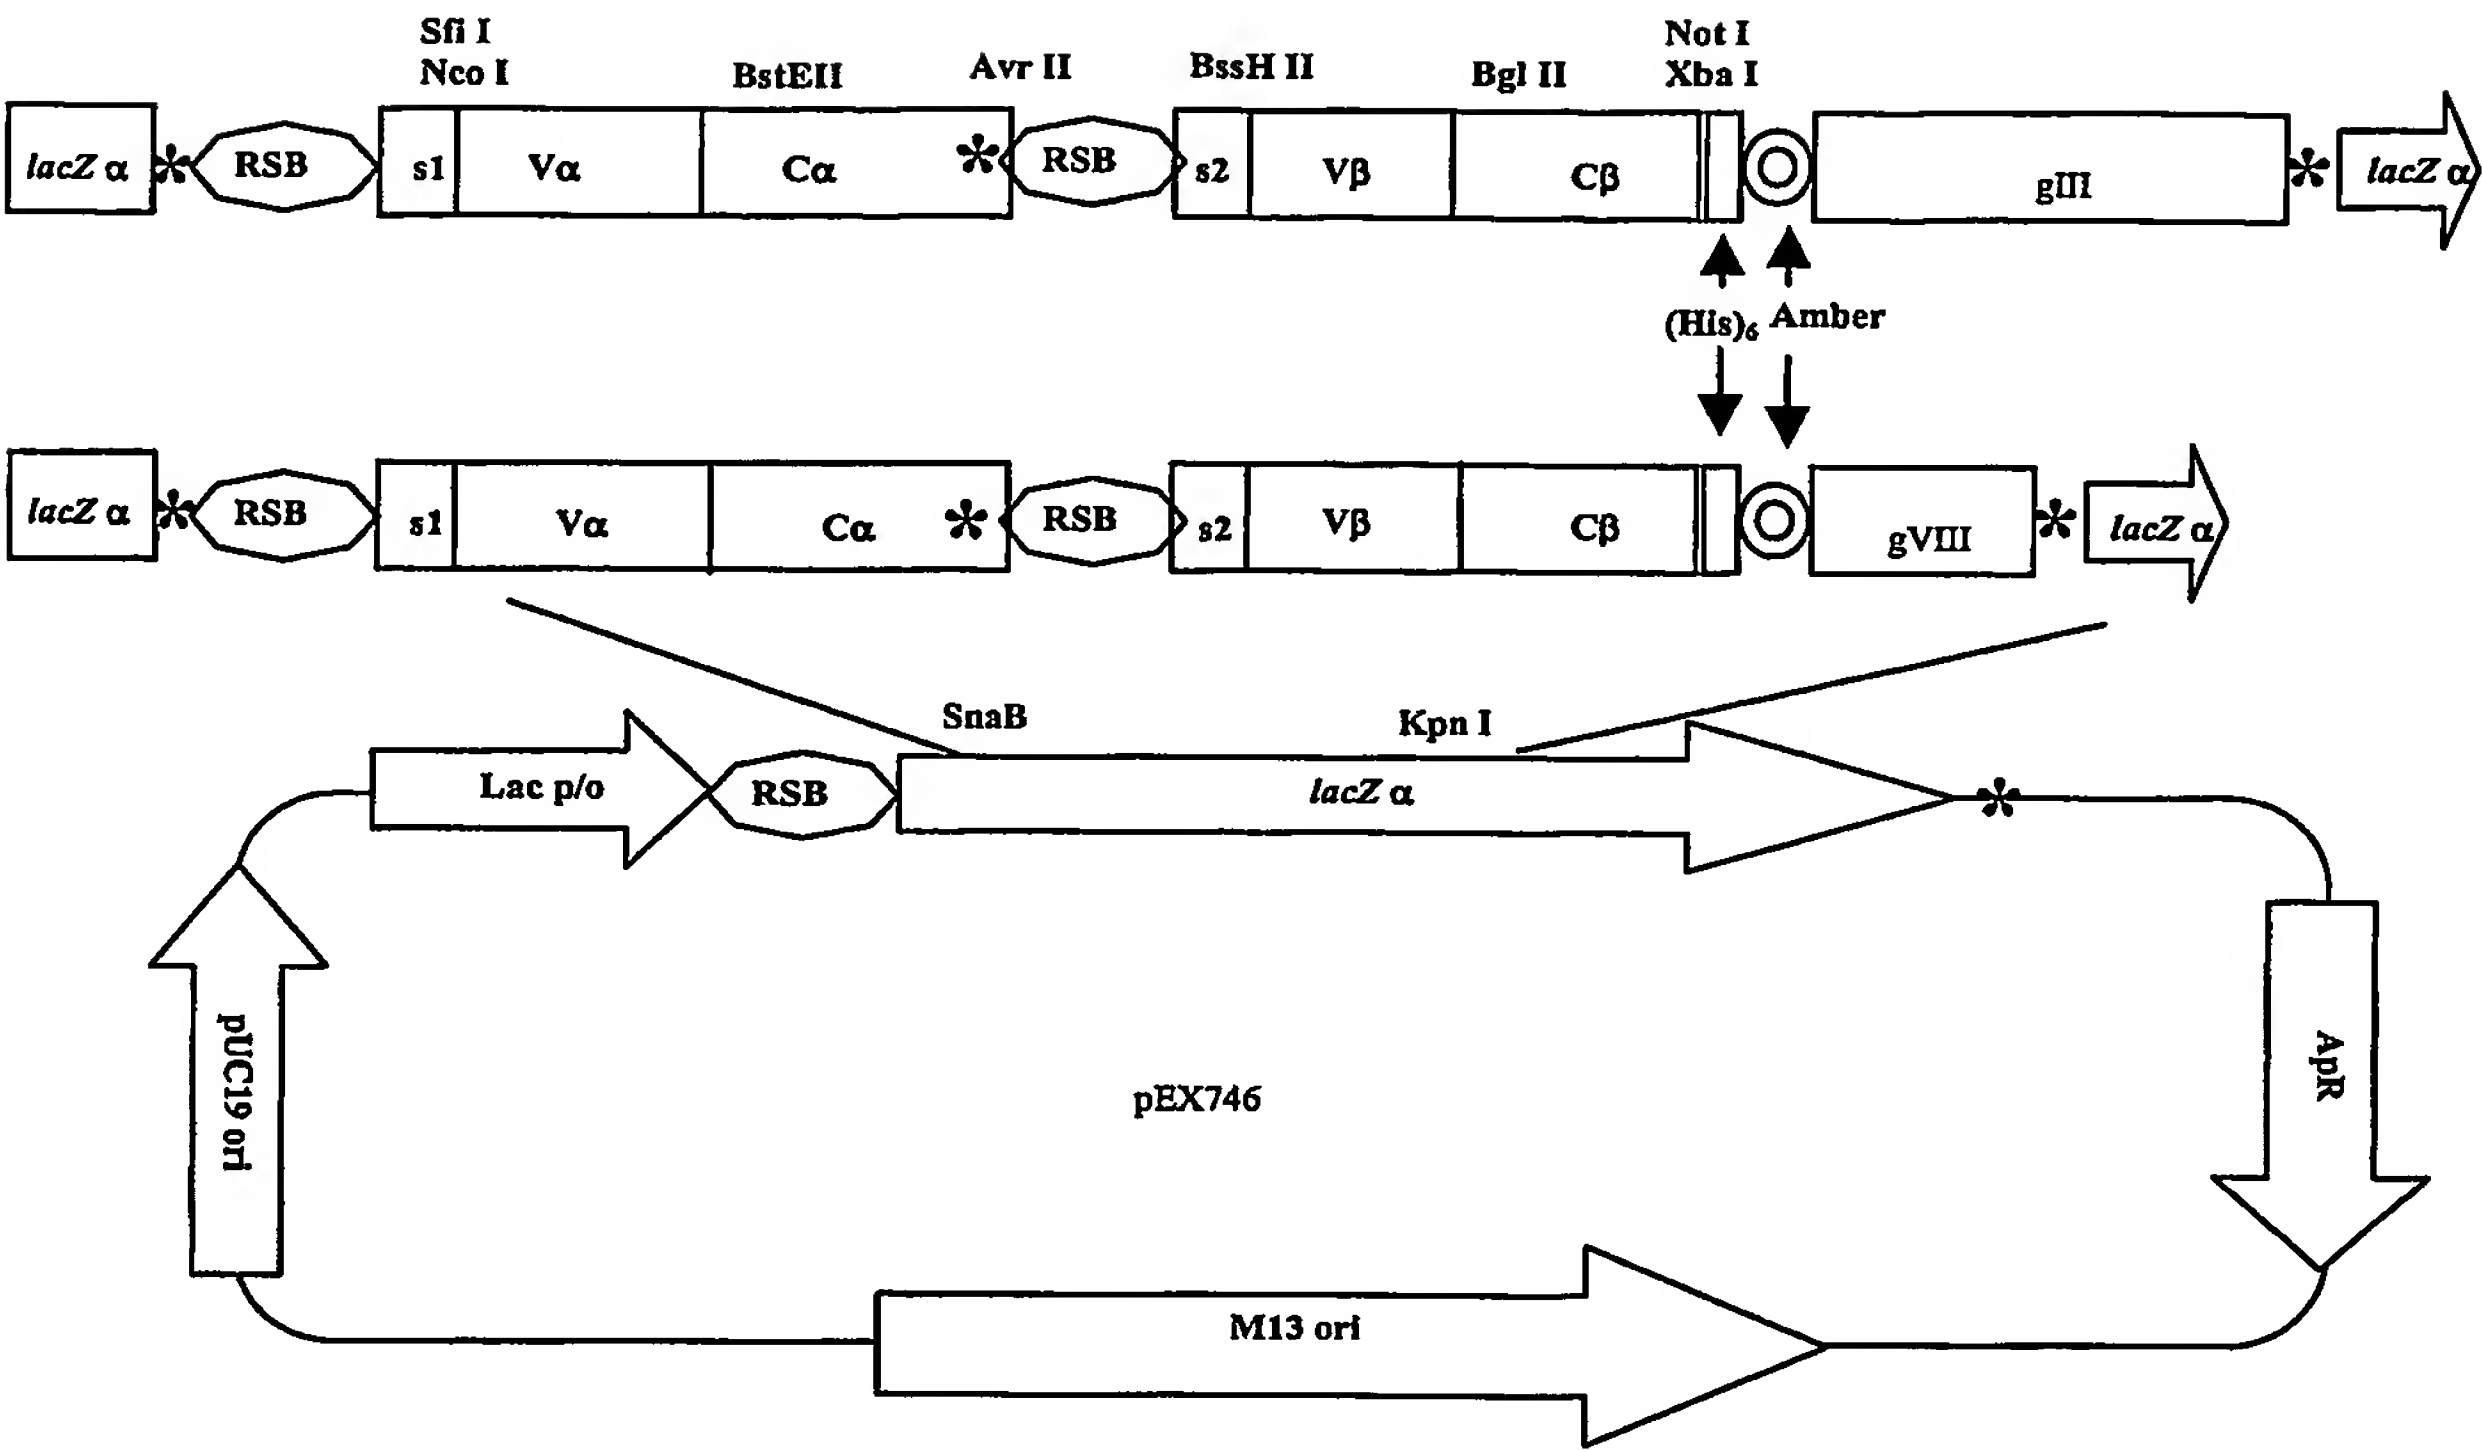 Sfi I
Nco I
BstEII
Avr II
BssH II
Bgl II
Not I
Xba I
lacZ α
*
RSB
s1
Vα
Cα
*
RSB
s2
Vβ
Cβ
gIII
*
lacZ α
(His)6
Amber
lacZ α
*
RSB
s1
Vα
Cα
*
RSB
s2
Vβ
Cβ
gVIII
*
lacZ α
SnaB
Kpn I
Lac p/o
RSB
lacZ α
*
pUC19 ori
ApR
pEX746
M13 ori